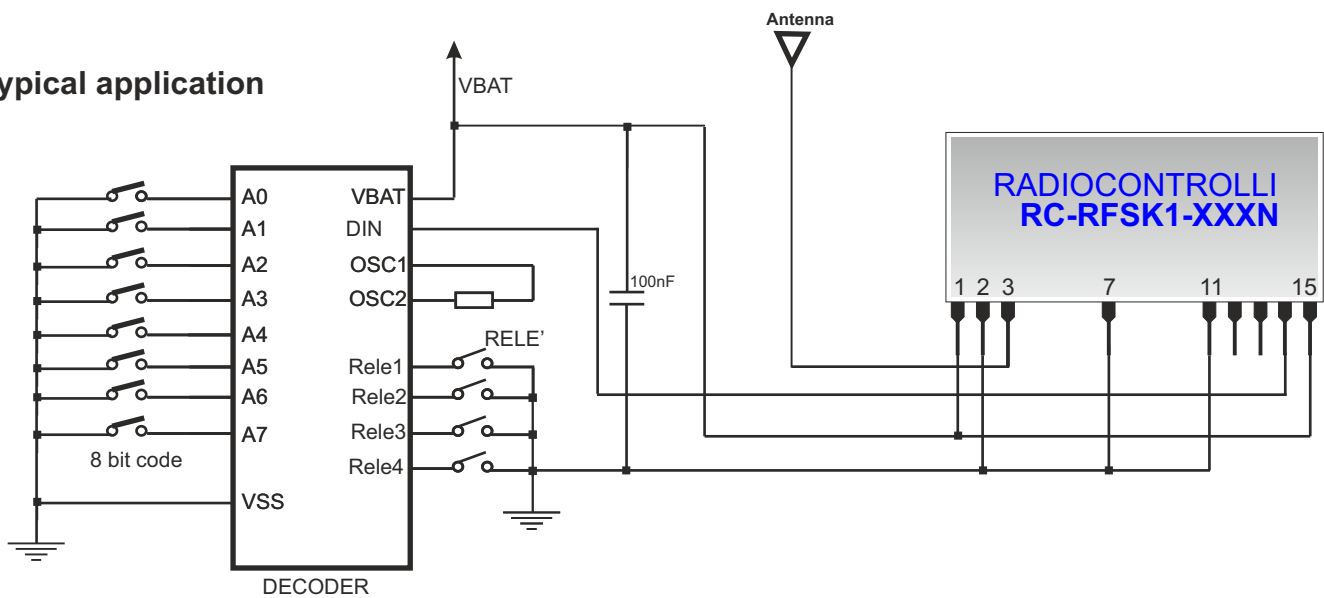 Antenna
ypical application
VBAT
RADIOCONTROLLI
RC-RFSK1-XXXN
A0
VBAT
A1
DIN
A2
OSC1
A3
OSC2
100nF
1 2 3 7 11 15
A4
RELE'
A5
Rele1
A6
Rele2
A7
Rele3
8 bit code
Rele4
VSS
DECODER